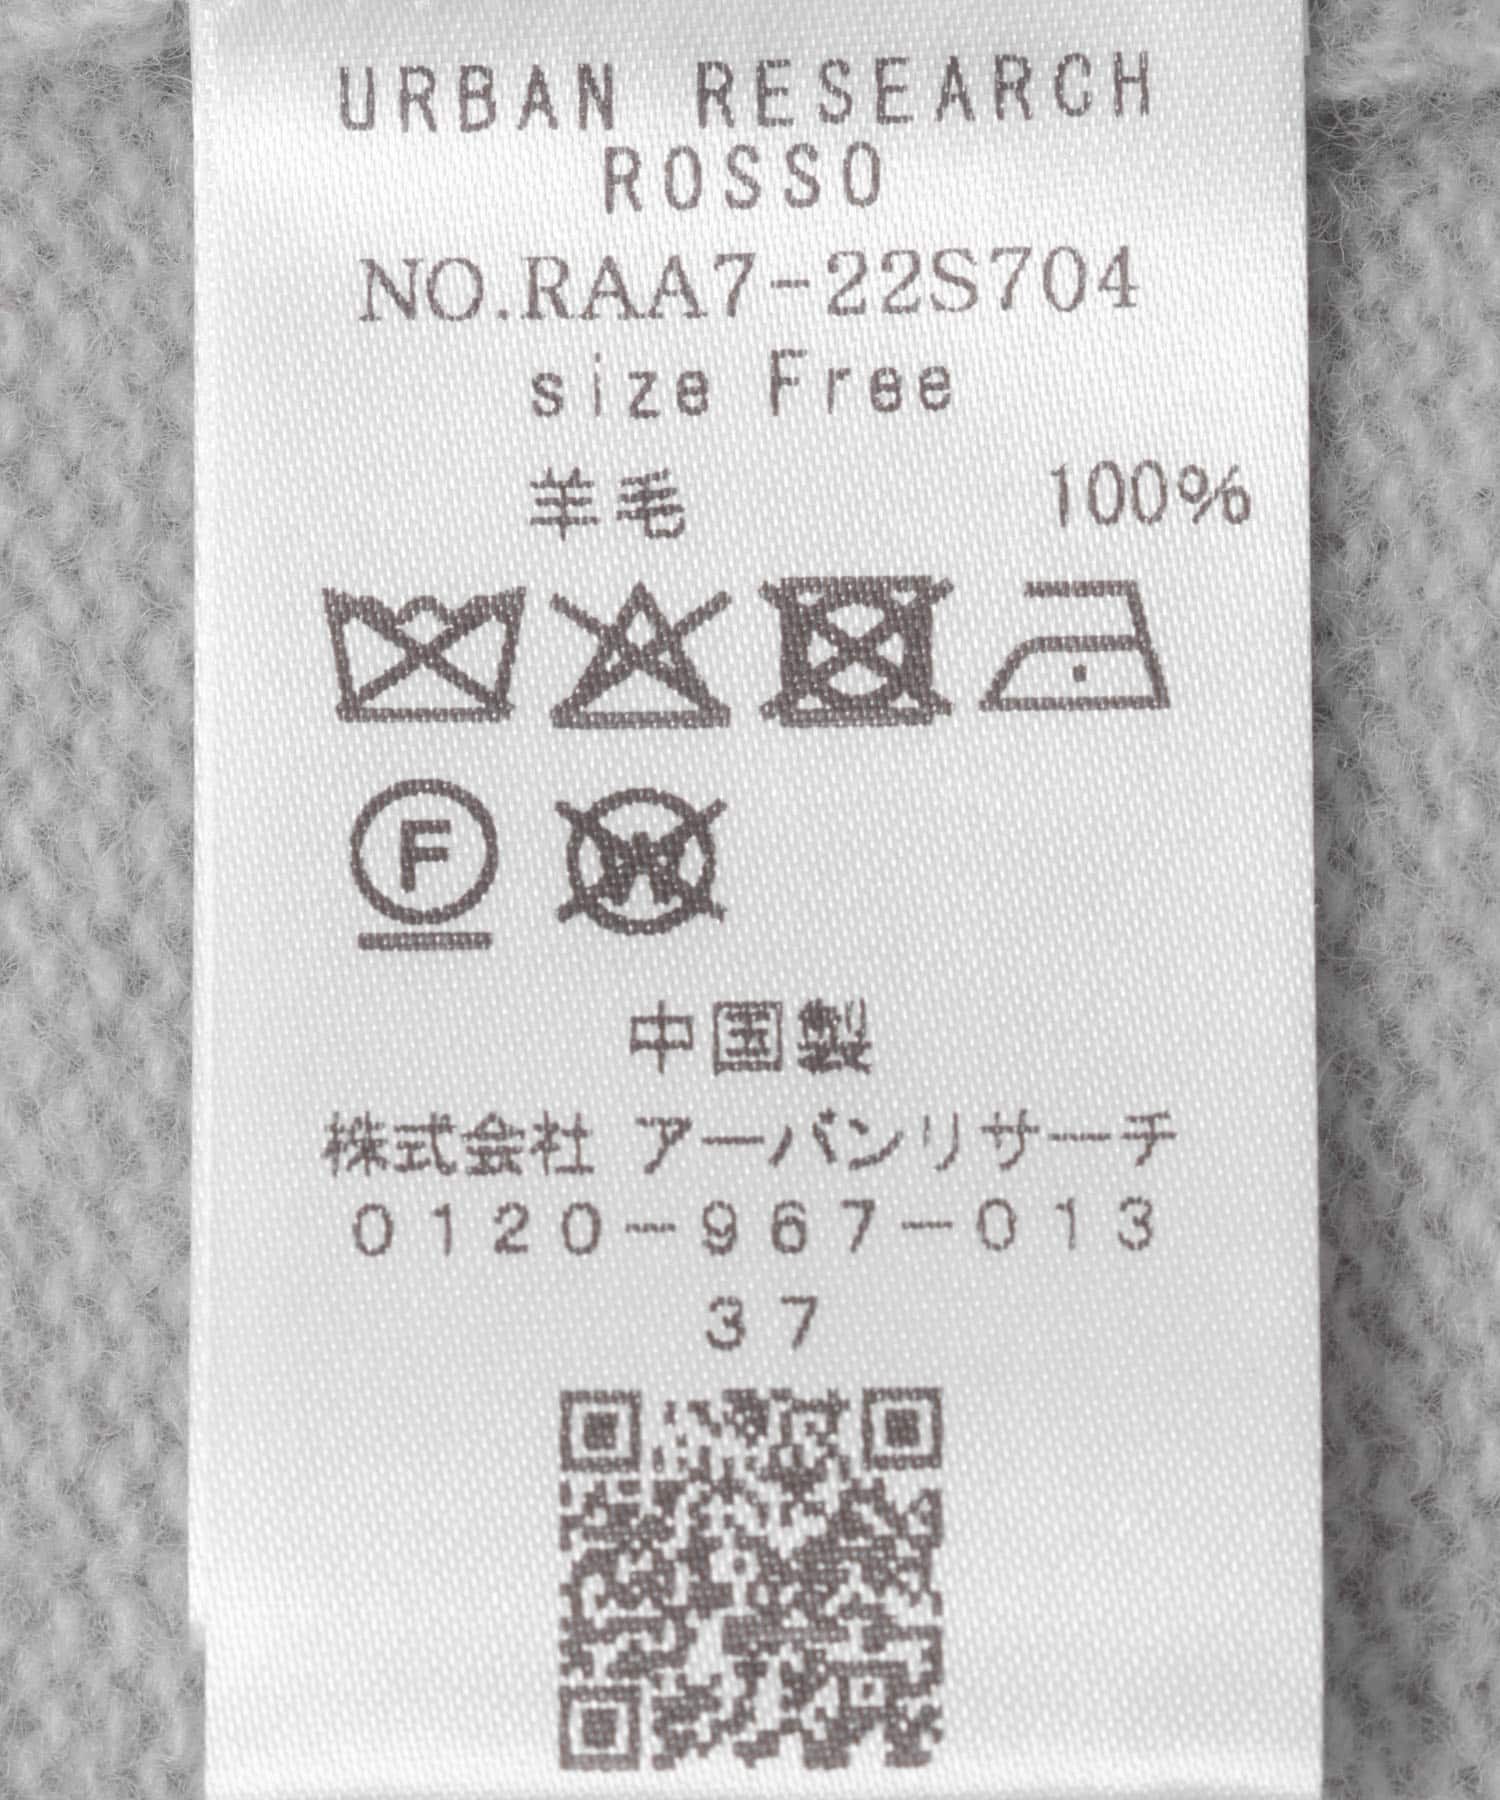 URBAN RESEARCH
ROSSO
NO.RAA7-22S704
size Free
羊毛 100%
F
W
中国製
株式会社 アーバンリサーチ
0120-967-013
37